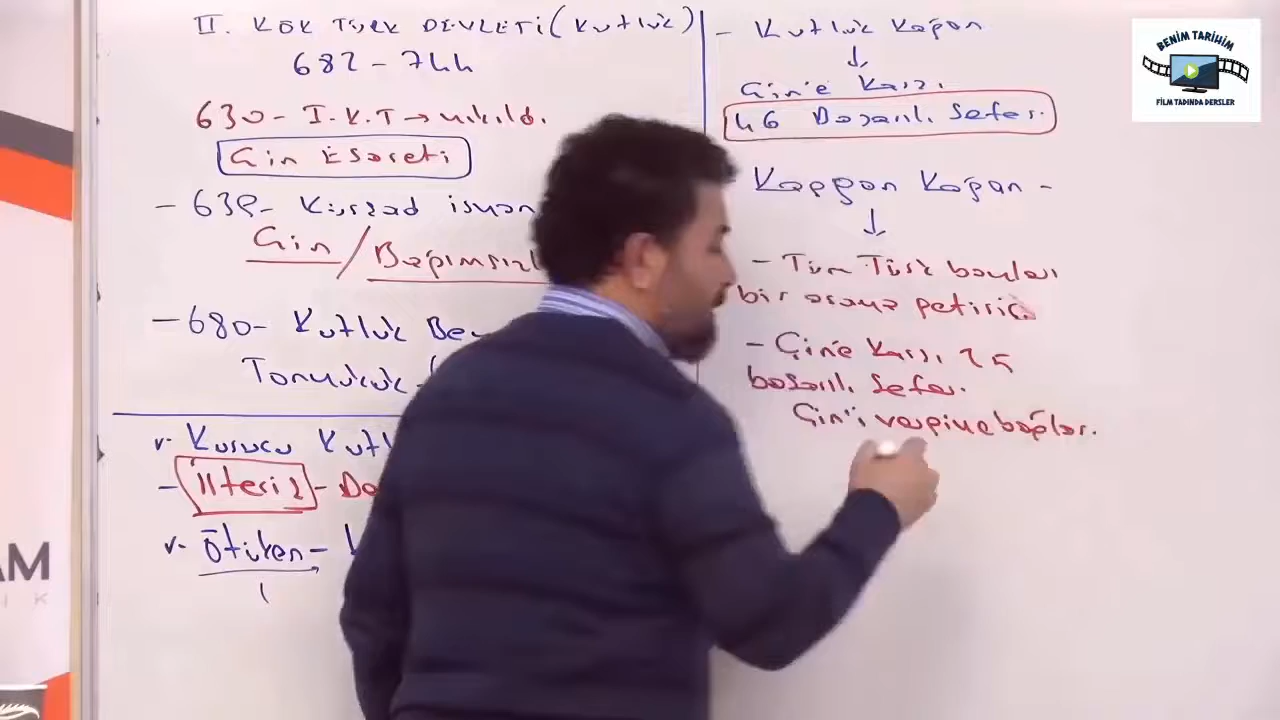 II. KÖK TÜRK DEVLETİ (Kutluk)
682 - 744
630 - I. K.T → yıkıldı.
Çin Esareti
- 639 - Kürşad isyanı
Çin / Bağımsızl
- 680 - Kutluk Be
Tonyukuk
v. Kurucu Kutl
- İlteriş -
v. Ötüken -
- Kutluk Kağan
↓
Çin'e Karşı.
46 Başarılı Sefer.
Kapgan Kağan -
↓
- Tüm Türk boyları
bir araya getirici
- Çin'e Karşı 25
başarılı Sefer.
Çin'i vergiye bağlar.
BENİM TARİHİM
FİLM TADINDA DERSLER
AM
İ K